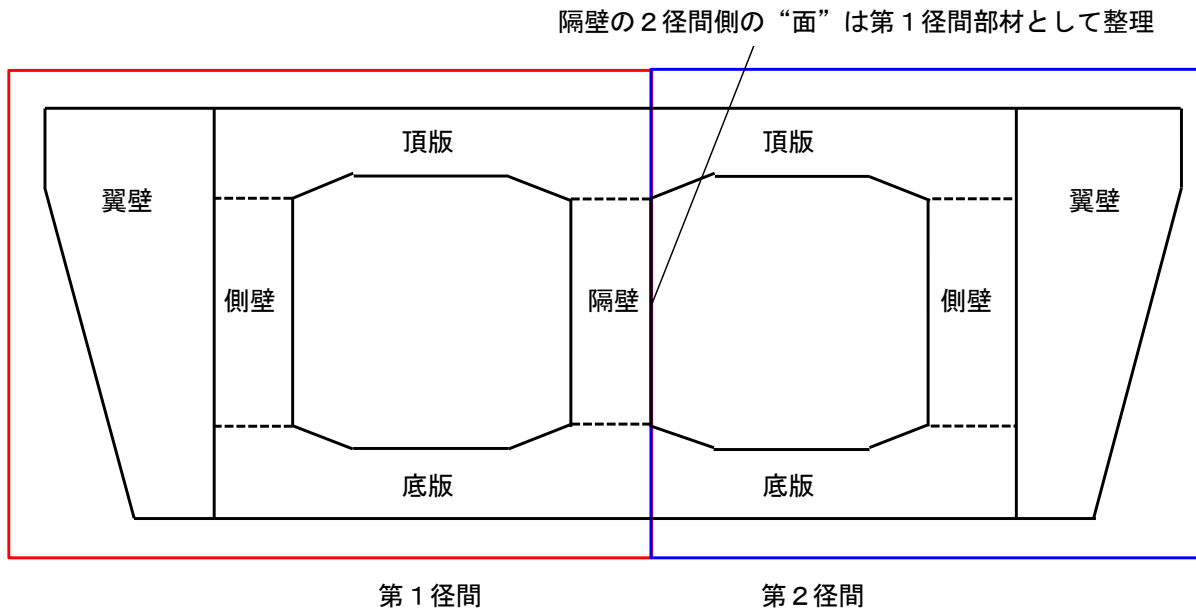 隔壁の２径間側の“面”は第１径間部材として整理
頂版
頂版
翼壁
翼壁
側壁
隔壁
側壁
底版
底版
第１径間
第２径間